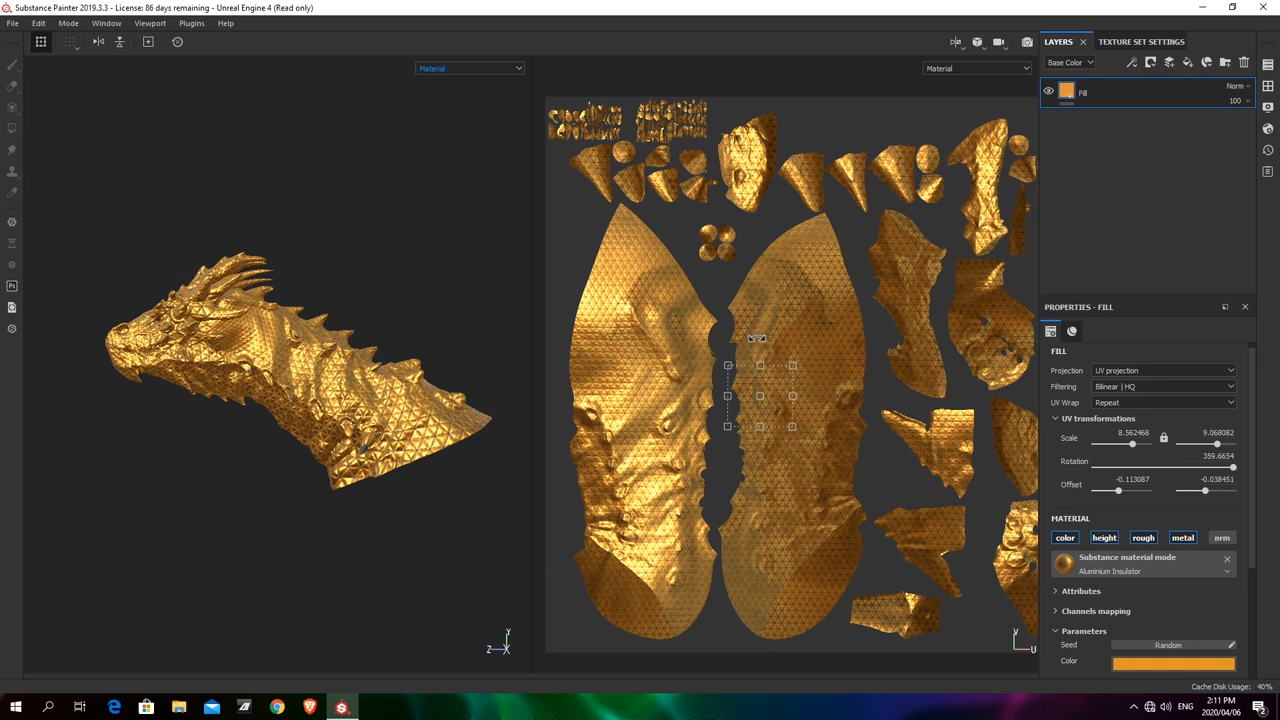 Substance Painter 2019.3.3 - License: 86 days remaining - Unreal Engine 4 (Read only)
File Edit Mode Window Viewport Plugins Help
Material
Material
LAYERS TEXTURE SET SETTINGS
Base Color
Fill
Norm
100
PROPERTIES - FILL
FILL
Projection UV projection
Filtering Bilinear | HQ
UV Wrap Repeat
UV transformations
Scale 8.562468 9.068082
Rotation 359.6654
Offset -0.113087 -0.038451
MATERIAL
color height rough metal nrm
Substance material mode
Aluminium Insulator
Attributes
Channels mapping
Parameters
Seed Random
Color
Y
Z X
V
U
Ps
Cache Disk Usage: 40%
ENG
2:11 PM
2020/04/06
2